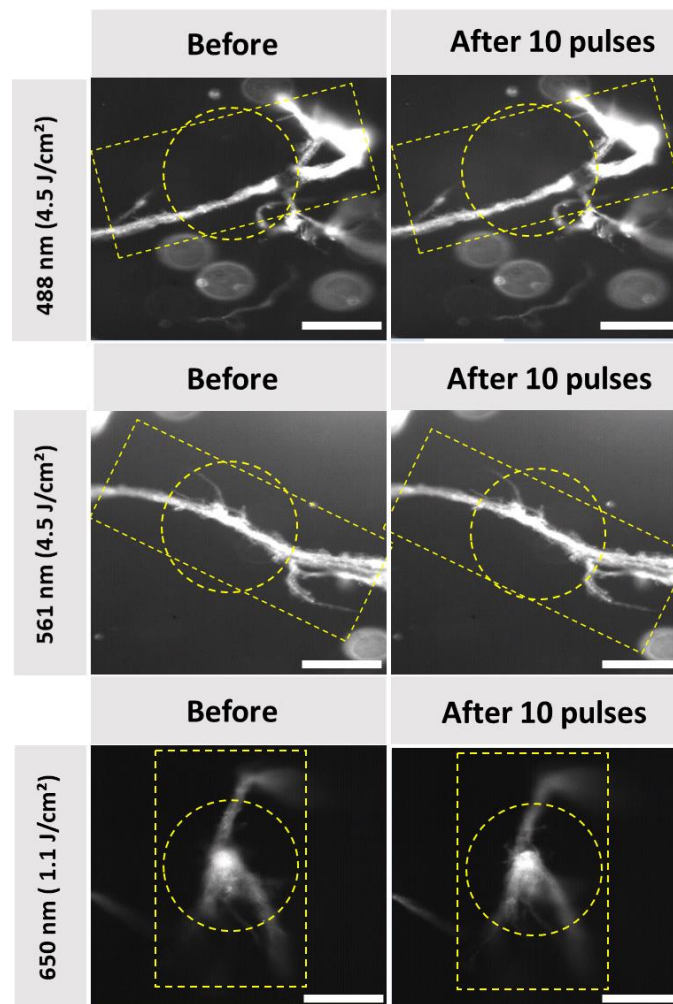 Before After 10 pulses
488 nm (4.5 J/cm²)
Before After 10 pulses
561 nm (4.5 J/cm²)
Before After 10 pulses
650 nm ( 1.1 J/cm²)